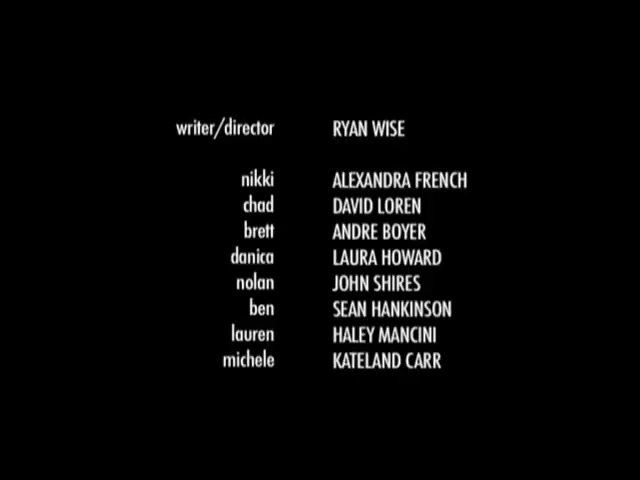 writer/director RYAN WISE
nikki ALEXANDRA FRENCH
chad DAVID LOREN
brett ANDRE BOYER
danica LAURA HOWARD
nolan JOHN SHIRES
ben SEAN HANKINSON
lauren HALEY MANCINI
michele KATELAND CARR